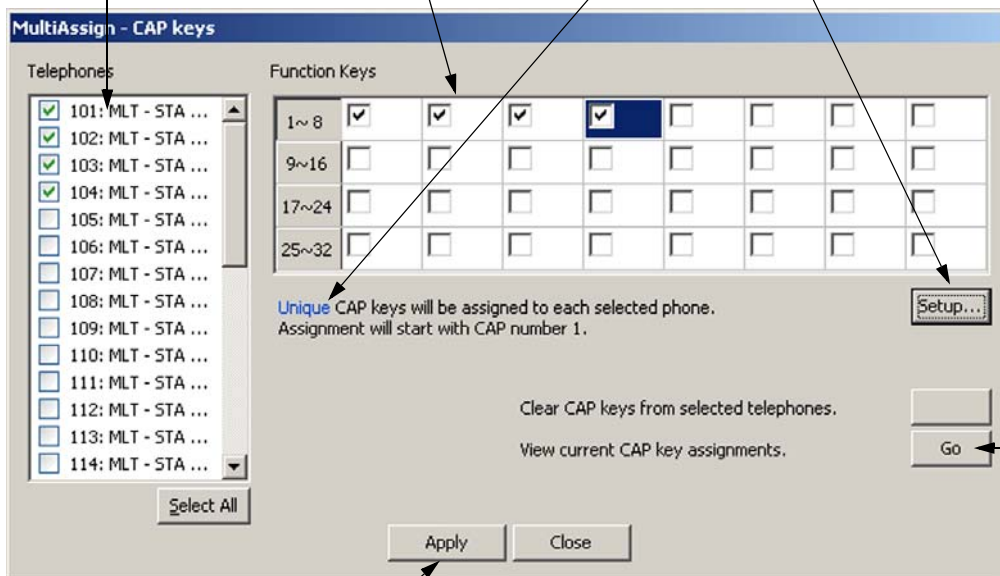 MultiAssign - CAP keys
Telephones
Function Keys
101: MLT - STA ...
102: MLT - STA ...
103: MLT - STA ...
104: MLT - STA ...
105: MLT - STA ...
106: MLT - STA ...
107: MLT - STA ...
108: MLT - STA ...
109: MLT - STA ...
110: MLT - STA ...
111: MLT - STA ...
112: MLT - STA ...
113: MLT - STA ...
114: MLT - STA ...
Select All
1~ 8
9~16
17~24
25~32
Unique CAP keys will be assigned to each selected phone.
Assignment will start with CAP number 1.
Setup...
Clear CAP keys from selected telephones.
View current CAP key assignments.
Go
Apply
Close